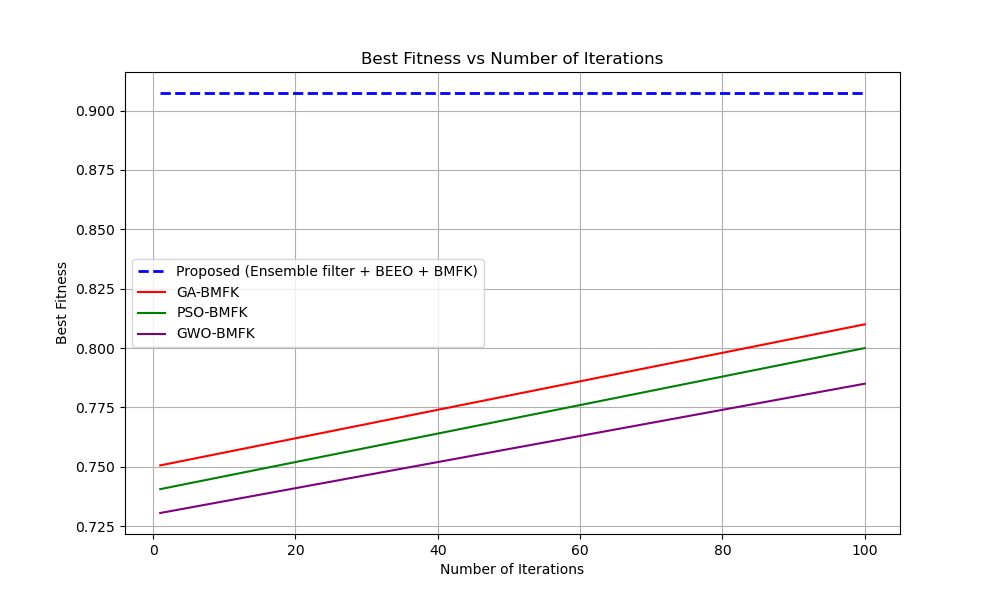 Best Fitness vs Number of Iterations
Best Fitness
0.900
0.875
0.850
0.825
0.800
0.775
0.750
0.725
Proposed (Ensemble filter + BEEO + BMFK)
GA-BMFK
PSO-BMFK
GWO-BMFK
0 20 40 60 80 100
Number of Iterations